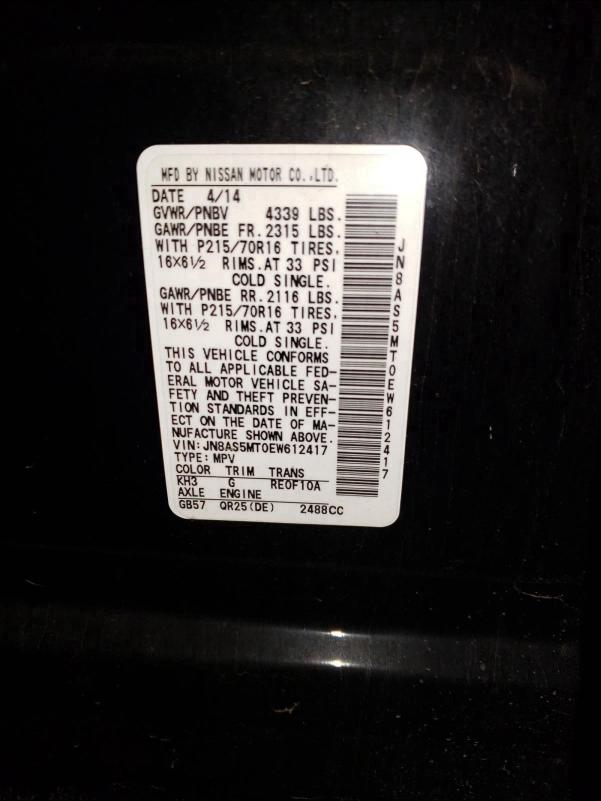 MFD BY NISSAN MOTOR CO.,LTD.
DATE 4/14
GVWR/PNBV 4339 LBS.
GAWR/PNBE FR. 2315 LBS.
WITH P215/70R16 TIRES,
16X6½ RIMS.AT 33 PSI
COLD SINGLE.
GAWR/PNBE RR. 2116 LBS.
WITH P215/70R16 TIRES,
16X6½ RIMS.AT 33 PSI
COLD SINGLE.
THIS VEHICLE CONFORMS
TO ALL APPLICABLE FED-
ERAL MOTOR VEHICLE SA-
FETY AND THEFT PREVEN-
TION STANDARDS IN EFF-
ECT ON THE DATE OF MA-
NUFACTURE SHOWN ABOVE.
VIN: JN8AS5MT0EW612417
TYPE: MPV
COLOR TRIM TRANS
KH3 G RE0F10A
AXLE ENGINE
GB57 QR25(DE) 2488CC
JN8AS5MT0EW612417